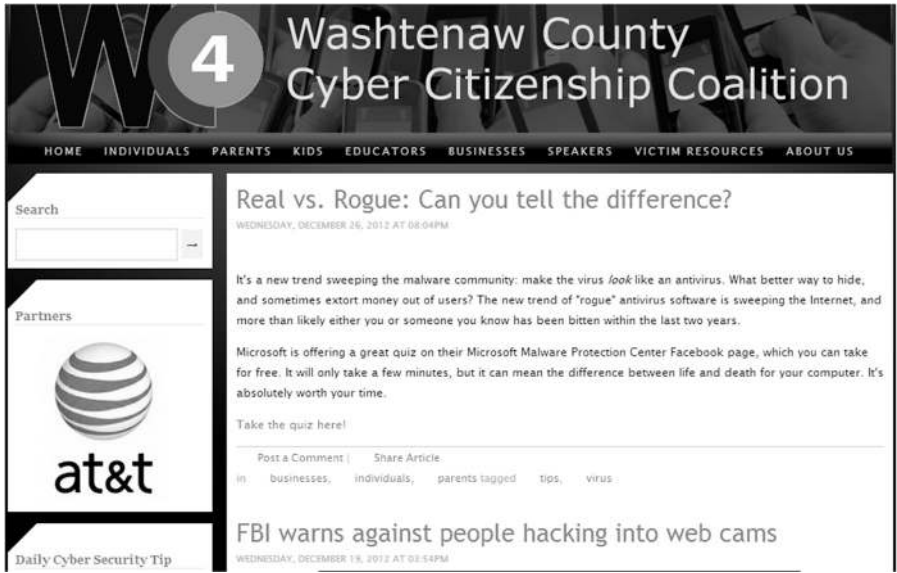 WC4
Washtenaw County
Cyber Citizenship Coalition
HOME INDIVIDUALS PARENTS KIDS EDUCATORS BUSINESSES SPEAKERS VICTIM RESOURCES ABOUT US
Search
→
Partners
at&t
Daily Cyber Security Tip
Real vs. Rogue: Can you tell the difference?
WEDNESDAY, DECEMBER 26, 2012 AT 08:04PM
It's a new trend sweeping the malware community: make the virus look like an antivirus. What better way to hide,
and sometimes extort money out of users? The new trend of "rogue" antivirus software is sweeping the Internet, and
more than likely either you or someone you know has been bitten within the last two years.
Microsoft is offering a great quiz on their Microsoft Malware Protection Center Facebook page, which you can take
for free. It will only take a few minutes, but it can mean the difference between life and death for your computer. It's
absolutely worth your time.
Take the quiz here!
Post a Comment | Share Article
in businesses, individuals, parents tagged tips, virus
FBI warns against people hacking into web cams
WEDNESDAY, DECEMBER 19, 2012 AT 03:54PM